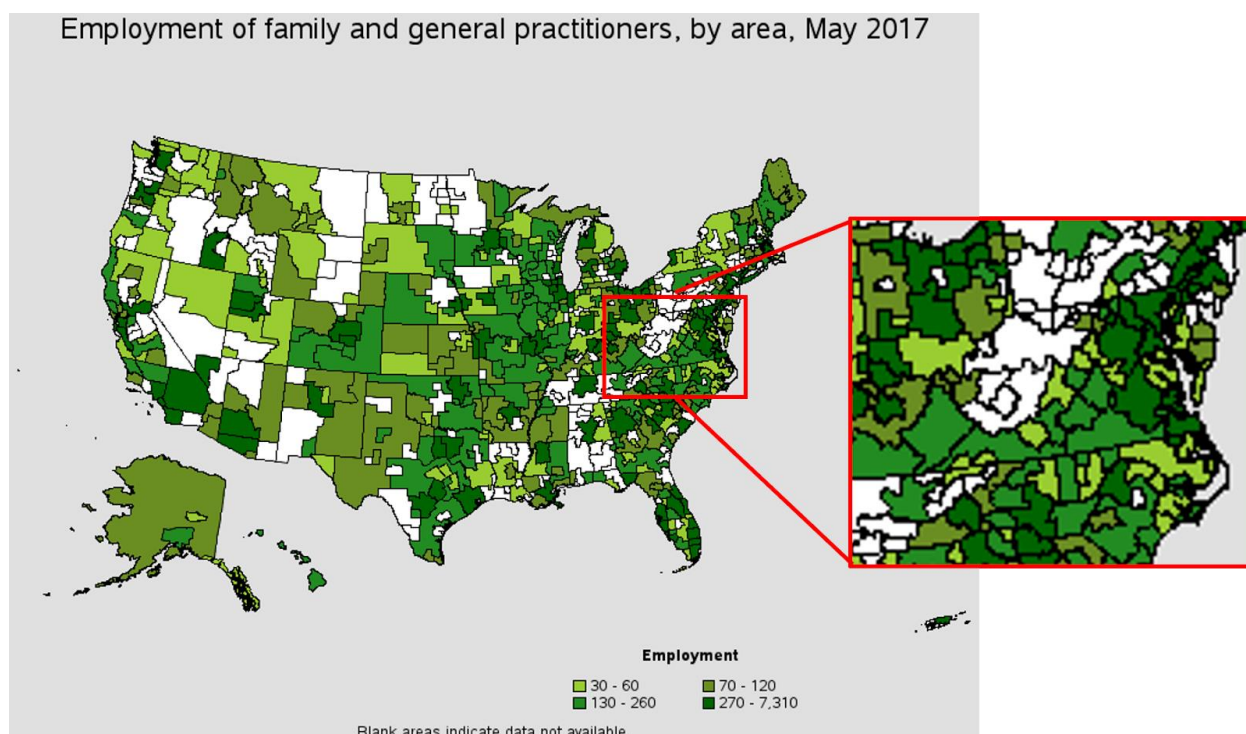 Employment of family and general practitioners, by area, May 2017
Employment
30 - 60 70 - 120
130 - 260 270 - 7,310
Blank areas indicate data not available